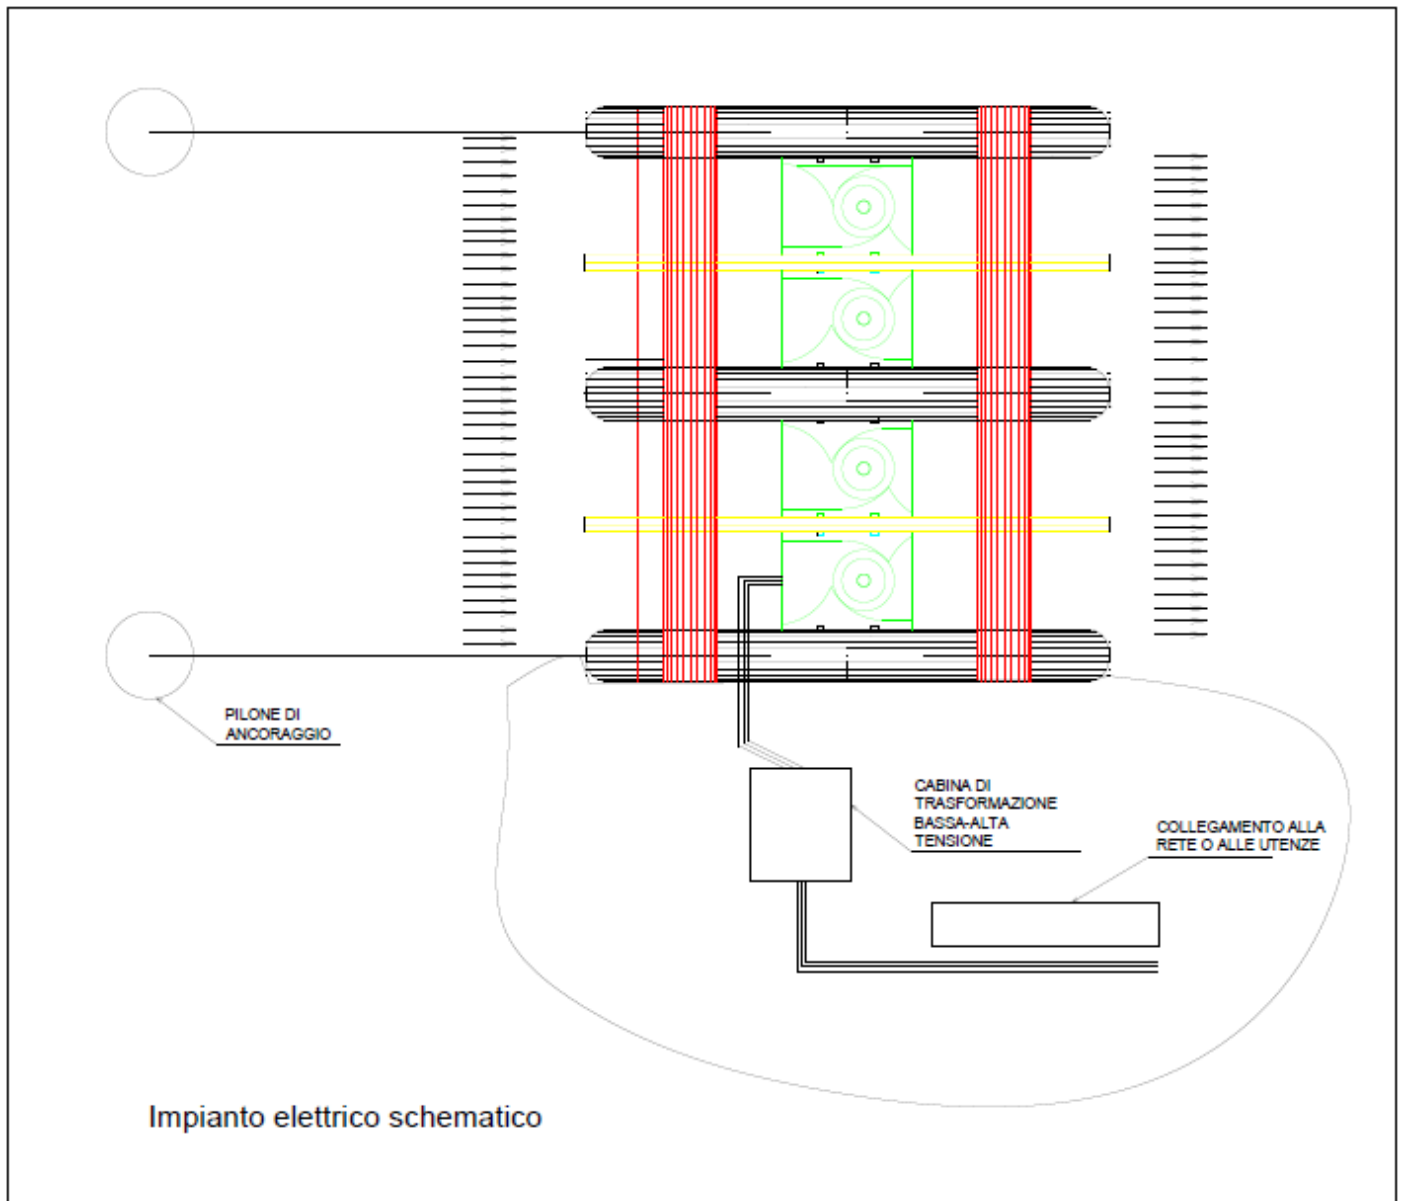 PILONE DI
ANCORAGGIO
CABINA DI
TRASFORMAZIONE
BASSA-ALTA
TENSIONE
COLLEGAMENTO ALLA
RETE O ALLE UTENZE
Impianto elettrico schematico